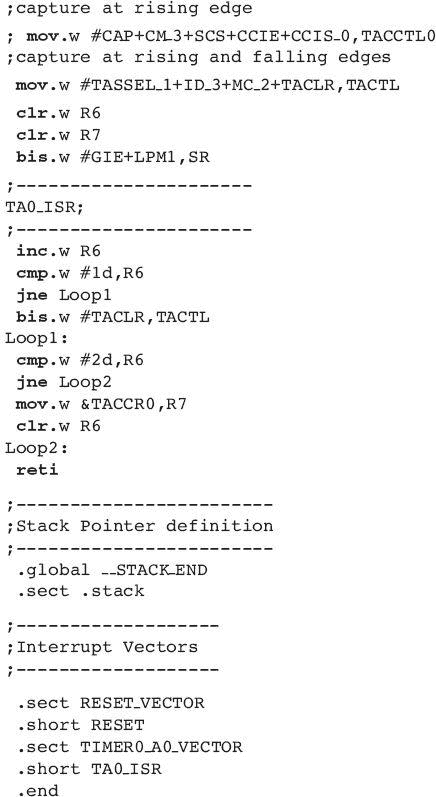 ;capture at rising edge
; mov.w #CAP+CM_3+SCS+CCIE+CCIS_0,TACCTL0
;capture at rising and falling edges
mov.w #TASSEL_1+ID_3+MC_2+TACLR,TACTL
clr.w R6
clr.w R7
bis.w #GIE+LPM1,SR
;----------------------
TA0_ISR;
;----------------------
inc.w R6
cmp.w #1d,R6
jne Loop1
bis.w #TACLR,TACTL
Loop1:
cmp.w #2d,R6
jne Loop2
mov.w &TACCR0,R7
clr.w R6
Loop2:
reti
;------------------------
;Stack Pointer definition
;------------------------
.global __STACK_END
.sect .stack
;-------------------
;Interrupt Vectors
;-------------------
.sect RESET_VECTOR
.short RESET
.sect TIMER0_A0_VECTOR
.short TA0_ISR
.end